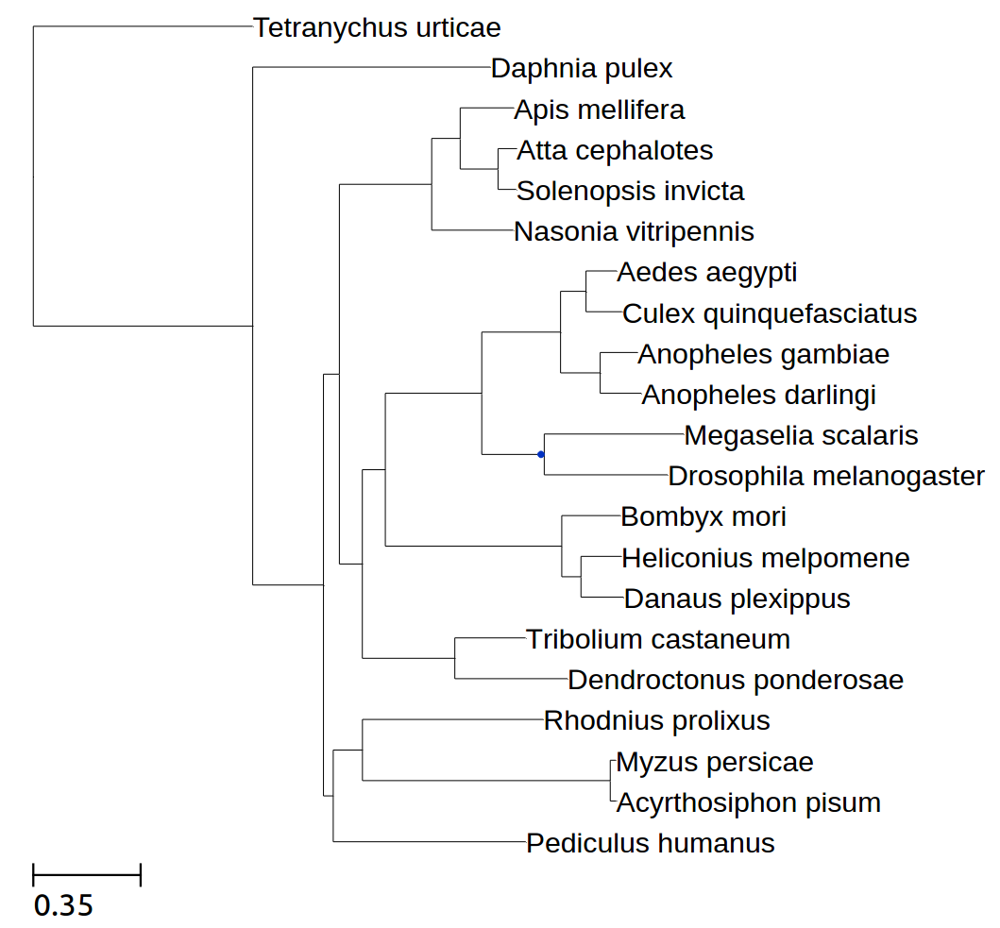 Tetranychus urticae
Daphnia pulex
Apis mellifera
Atta cephalotes
Solenopsis invicta
Nasonia vitripennis
Aedes aegypti
Culex quinquefasciatus
Anopheles gambiae
Anopheles darlingi
Megaselia scalaris
Drosophila melanogaster
Bombyx mori
Heliconius melpomene
Danaus plexippus
Tribolium castaneum
Dendroctonus ponderosae
Rhodnius prolixus
Myzus persicae
Acyrthosiphon pisum
Pediculus humanus
0.35